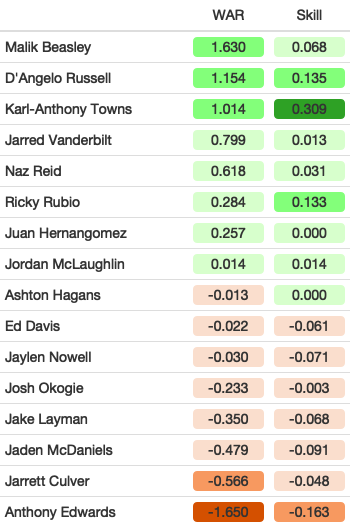 WAR Skill
Malik Beasley 1.630 0.068
D'Angelo Russell 1.154 0.135
Karl-Anthony Towns 1.014 0.309
Jarred Vanderbilt 0.799 0.013
Naz Reid 0.618 0.031
Ricky Rubio 0.284 0.133
Juan Hernangomez 0.257 0.000
Jordan McLaughlin 0.014 0.014
Ashton Hagans -0.013 0.000
Ed Davis -0.022 -0.061
Jaylen Nowell -0.030 -0.071
Josh Okogie -0.233 -0.003
Jake Layman -0.350 -0.068
Jaden McDaniels -0.479 -0.091
Jarrett Culver -0.566 -0.048
Anthony Edwards -1.650 -0.163